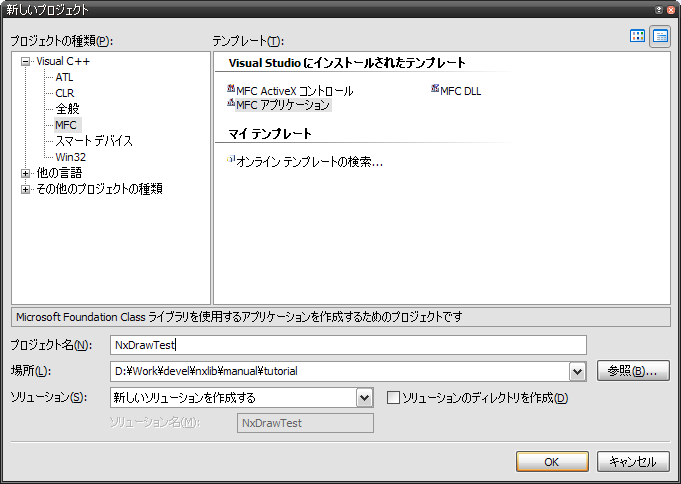 新しいプロジェクト
プロジェクトの種類(P):
テンプレート(T):
Visual C++
ATL
CLR
全般
MFC
スマート デバイス
Win32
他の言語
その他のプロジェクトの種類
Visual Studio にインストールされたテンプレート
MFC ActiveX コントロール
MFC DLL
MFC アプリケーション
マイ テンプレート
オンライン テンプレートの検索...
Microsoft Foundation Class ライブラリを使用するアプリケーションを作成するためのプロジェクトです
プロジェクト名(N):
NxDrawTest
場所(L):
D:¥Work¥devel¥nxlib¥manual¥tutorial
参照(B)...
ソリューション(S):
新しいソリューションを作成する
ソリューションのディレクトリを作成(D)
ソリューション名(M):
NxDrawTest
OK
キャンセル